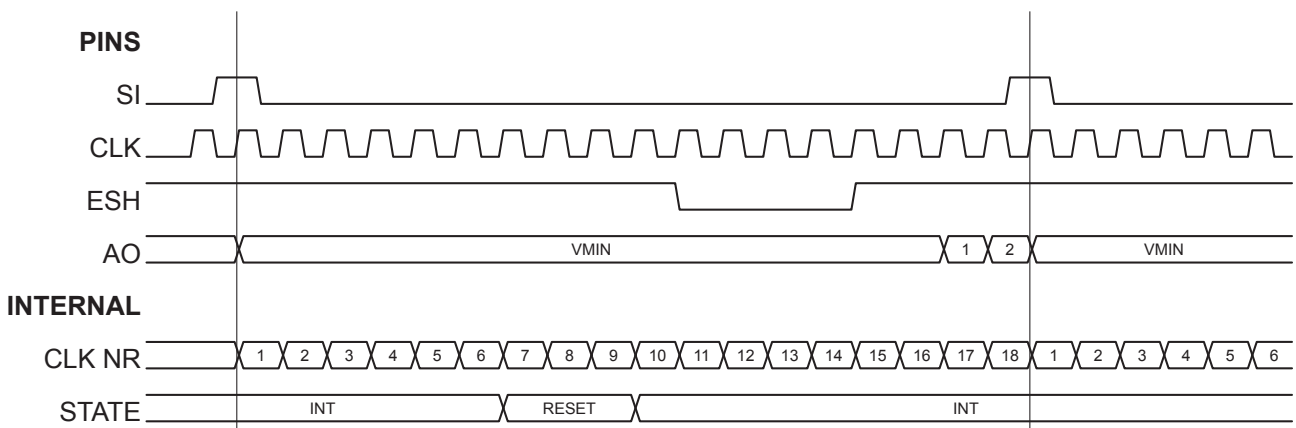 PINS
SI
CLK
ESH
AO VMIN 1 2 VMIN
INTERNAL
CLK NR 1 2 3 4 5 6 7 8 9 10 11 12 13 14 15 16 17 18 1 2 3 4 5 6
STATE INT RESET INT